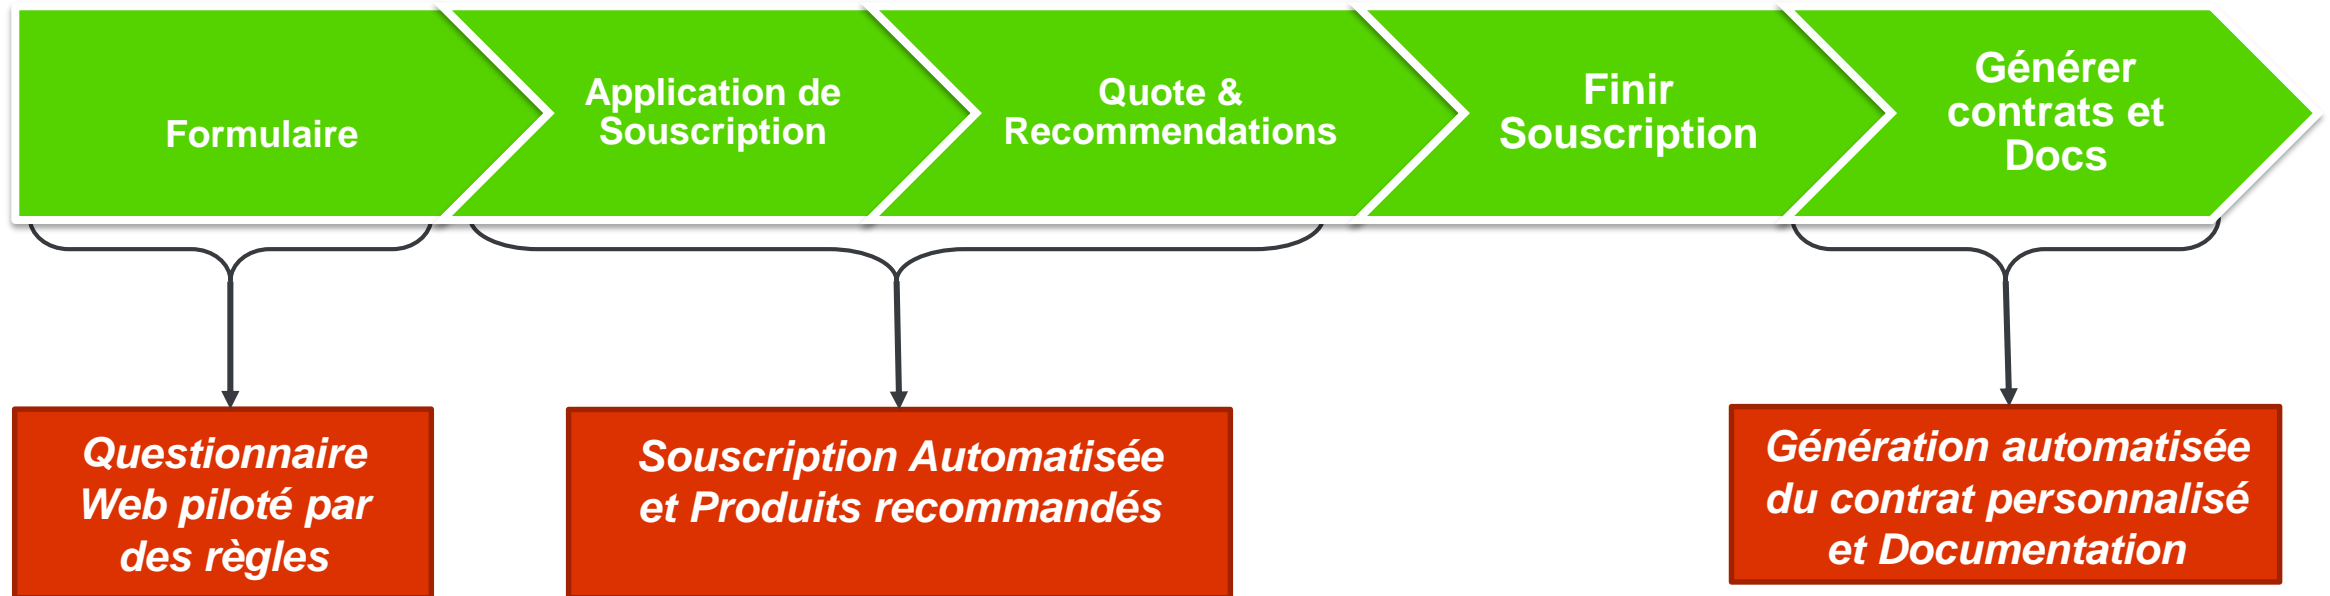 Formulaire
Application de
Souscription
Quote &
Recommendations
Finir
Souscription
Générer
contrats et
Docs
Questionnaire
Web piloté par
des règles
Souscription Automatisée
et Produits recommandés
Génération automatisée
du contrat personnalisé
et Documentation